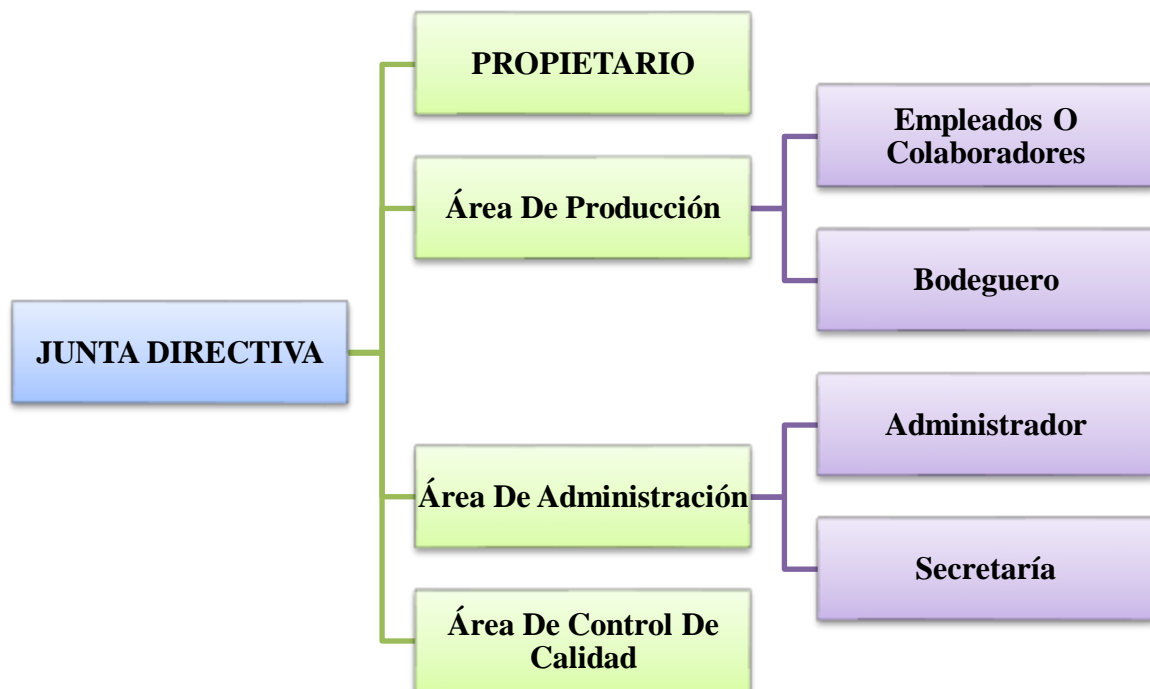 JUNTA DIRECTIVA
PROPIETARIO
Área De Producción
Empleados O
Colaboradores
Bodeguero
Área De Administración
Administrador
Secretaría
Área De Control De
Calidad